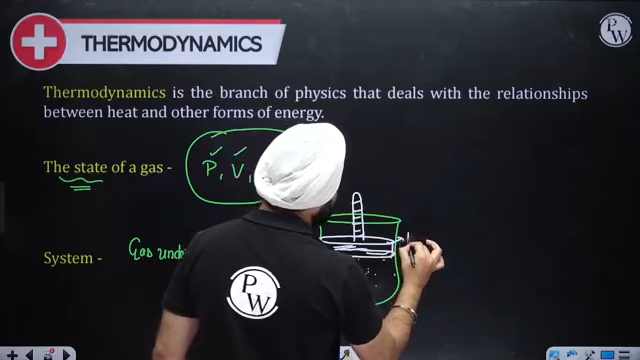 THERMODYNAMICS
PW
Thermodynamics is the branch of physics that deals with the relationships
between heat and other forms of energy.
The state of a gas - P, V,
System - Gas unde
PW